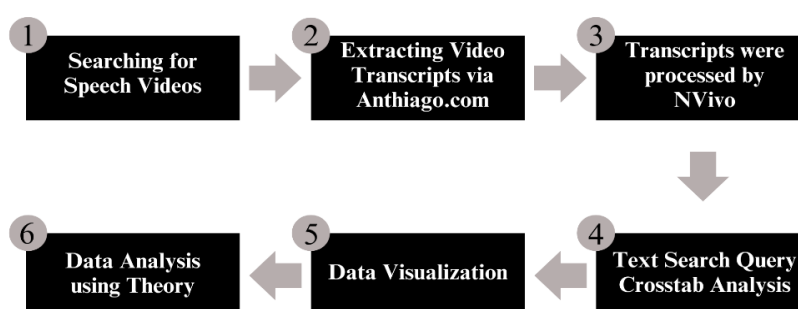 1
Searching for
Speech Videos
2
Extracting Video
Transcripts via
Anthiago.com
3
Transcripts were
processed by
NVivo
4
Text Search Query
Crosstab Analysis
5
Data Visualization
6
Data Analysis
using Theory